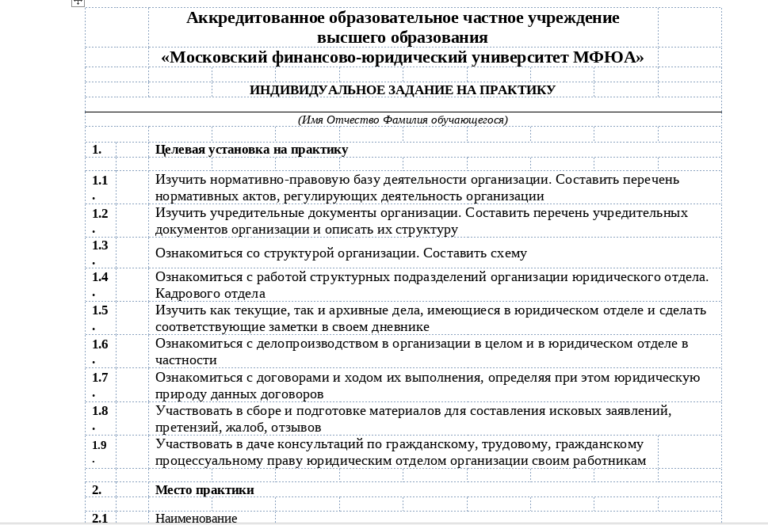 Аккредитованное образовательное частное учреждение
высшего образования
«Московский финансово-юридический университет МФЮА»
ИНДИВИДУАЛЬНОЕ ЗАДАНИЕ НА ПРАКТИКУ
(Имя Отчество Фамилия обучающегося)
1. Целевая установка на практику
1.1. Изучить нормативно-правовую базу деятельности организации. Составить перечень
нормативных актов, регулирующих деятельность организации
1.2. Изучить учредительные документы организации. Составить перечень учредительных
документов организации и описать их структуру
1.3. Ознакомиться со структурой организации. Составить схему
1.4. Ознакомиться с работой структурных подразделений организации юридического отдела.
Кадрового отдела
1.5. Изучить как текущие, так и архивные дела, имеющиеся в юридическом отделе и сделать
соответствующие заметки в своем дневнике
1.6. Ознакомиться с делопроизводством в организации в целом и в юридическом отделе в
частности
1.7. Ознакомиться с договорами и ходом их выполнения, определяя при этом юридическую
природу данных договоров
1.8. Участвовать в сборе и подготовке материалов для составления исковых заявлений,
претензий, жалоб, отзывов
1.9. Участвовать в даче консультаций по гражданскому, трудовому, гражданскому
процессуальному праву юридическим отделом организации своим работникам
2. Место практики
2.1 Наименование